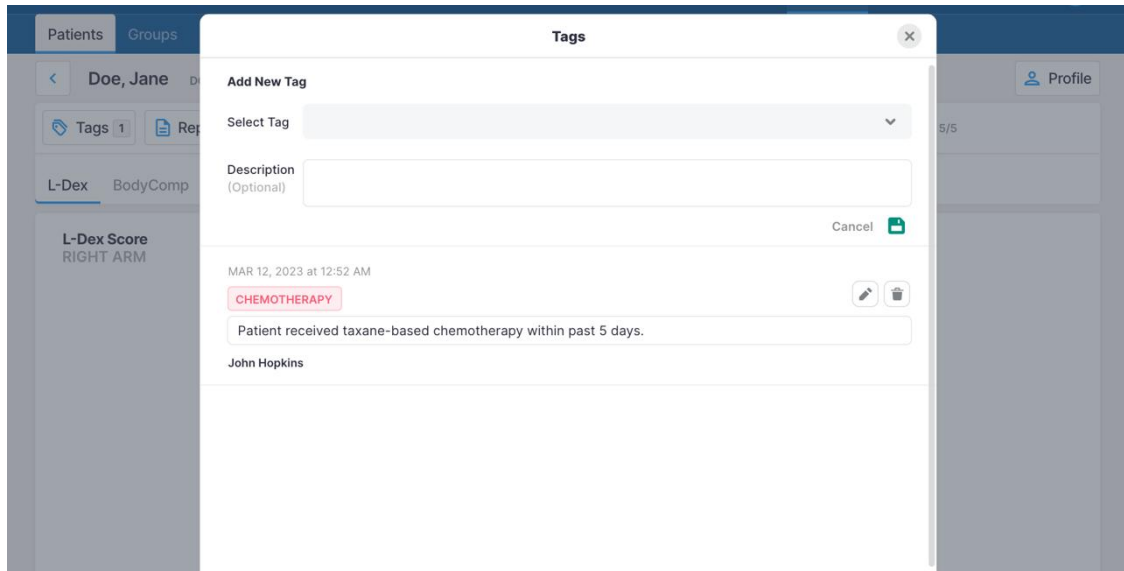 Patients Groups
Tags
Doe, Jane
Profile
Add New Tag
Tags 1
Select Tag
5/5
Description
(Optional)
L-Dex BodyComp
Cancel
L-Dex Score
RIGHT ARM
MAR 12, 2023 at 12:52 AM
CHEMOTHERAPY
Patient received taxane-based chemotherapy within past 5 days.
John Hopkins